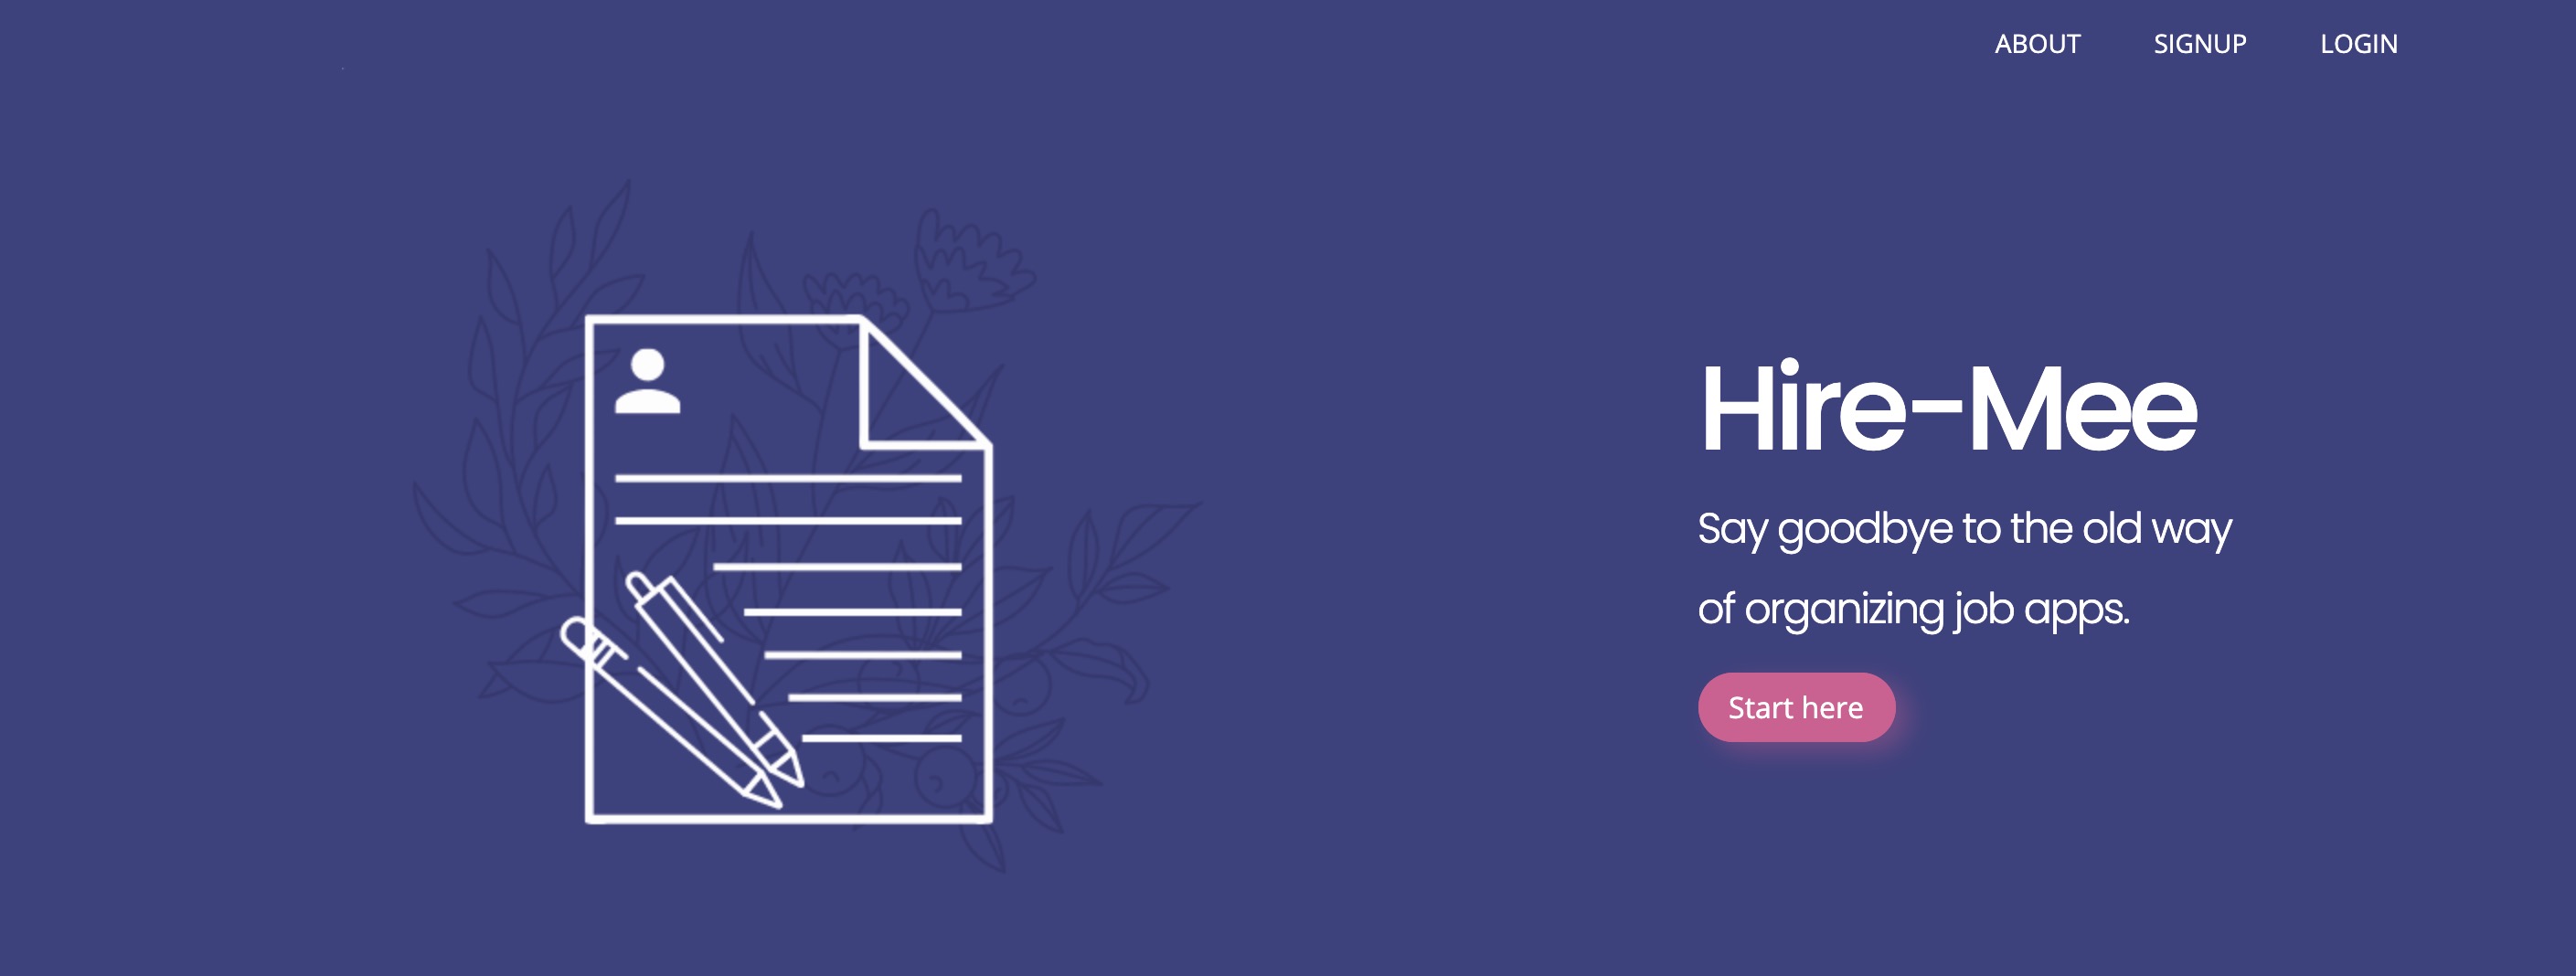 ABOUT SIGNUP LOGIN
Hire-Mee
Say goodbye to the old way
of organizing job apps.
Start here